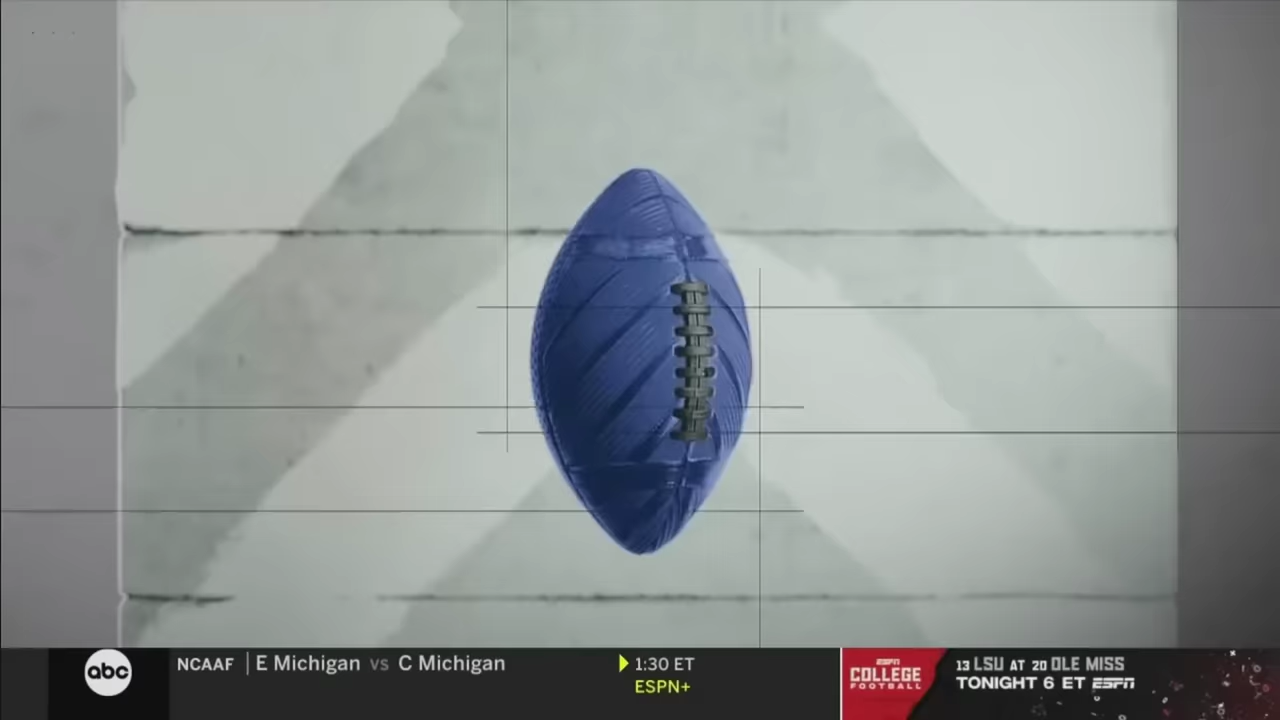 abc
NCAAF E Michigan vs C Michigan
1:30 ET
ESPN+
ESPN
COLLEGE
FOOTBALL
13 LSU AT 20 OLE MISS
TONIGHT 6 ET ESPN